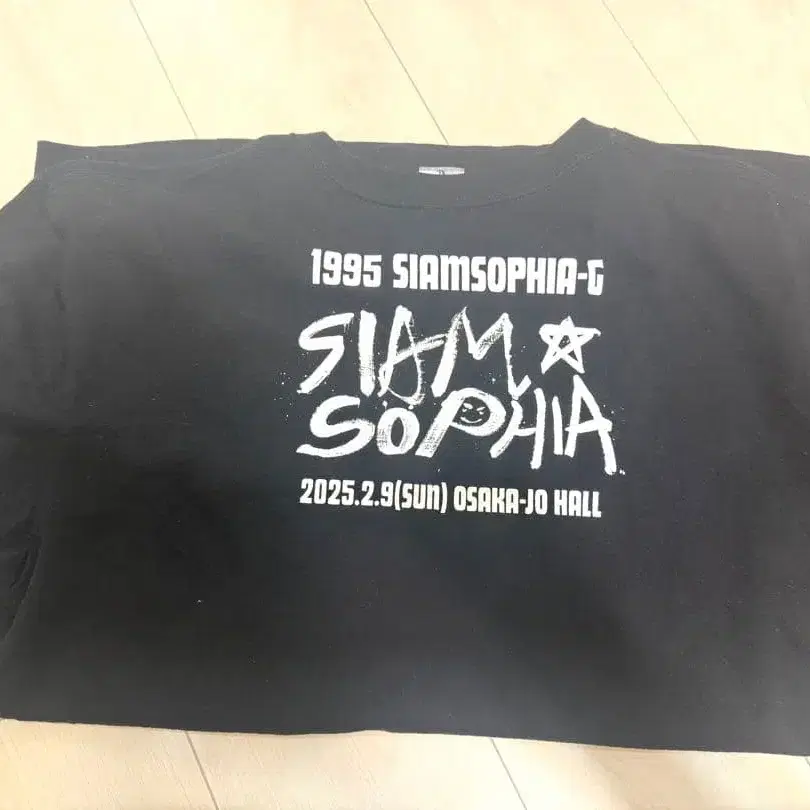 1995 SIAMSOPHIA-G
SIAM☆
SOPHIA
2025.2.9(SUN) OSAKA-JO HALL